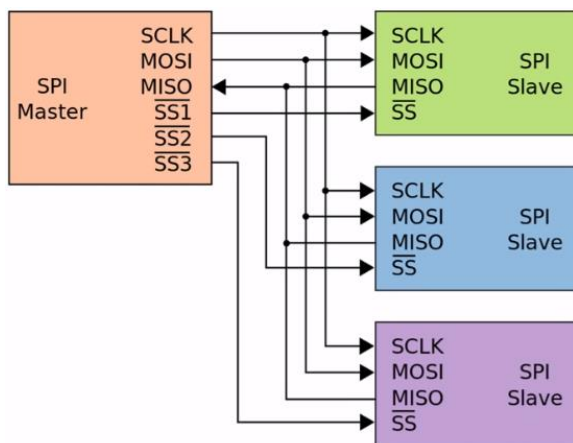 SCLK
MOSI
MISO
SS1
SS2
SS3
SPI
Master
SCLK
MOSI
MISO
SS
SPI
Slave
SCLK
MOSI
MISO
SS
SPI
Slave
SCLK
MOSI
MISO
SS
SPI
Slave